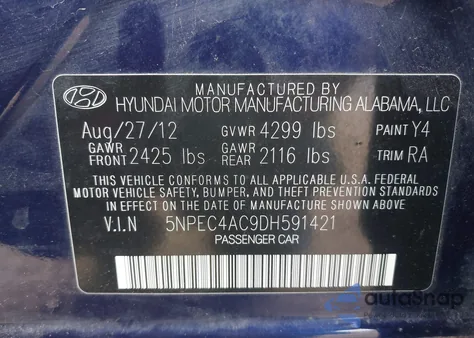 MANUFACTURED BY
HYUNDAI MOTOR MANUFACTURING ALABAMA, LLC
Aug/27/12 GVWR 4299 lbs PAINT Y4
GAWR FRONT 2425 lbs GAWR REAR 2116 lbs TRIM RA
THIS VEHICLE CONFORMS TO ALL APPLICABLE U.S.A FEDERAL
MOTOR VEHICLE SAFETY, BUMPER, AND THEFT PREVENTION
STANDARDS IN EFFECT ON THE DATE OF MANUFACTURE SHOWN ABOVE.
V.I.N 5NPEC4AC9DH591421
PASSENGER CAR
autoSnap